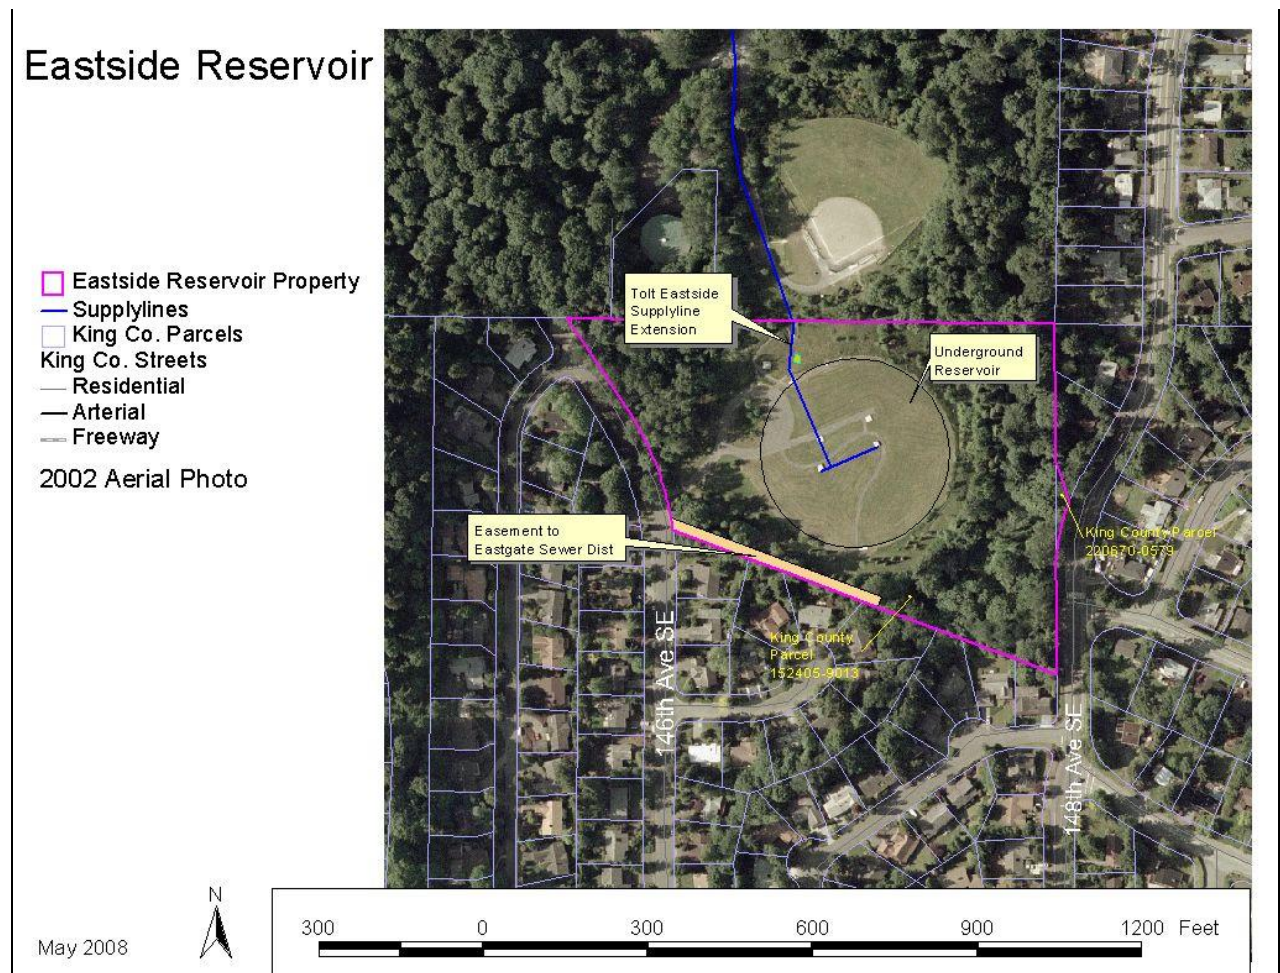 Eastside Reservoir
Eastside Reservoir Property
Supplylines
King Co. Parcels
King Co. Streets
Residential
Arterial
Freeway
2002 Aerial Photo
Tolt Eastside
Supplyline
Extension
Underground
Reservoir
Easement to
Eastgate Sewer Dist
King County Parcel
220670-0579
King County
Parcel
152405-9013
146th Ave SE
148th Ave SE
N
May 2008
300 0 300 600 900 1200 Feet